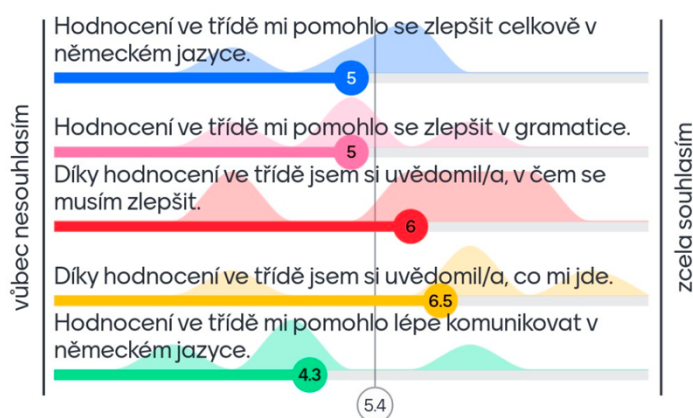 Hodnocení ve třídě mi pomohlo se zlepšit celkově v
německém jazyce.
5
Hodnocení ve třídě mi pomohlo se zlepšit v gramatice.
5
Díky hodnocení ve třídě jsem si uvědomil/a, v čem se
musím zlepšit.
6
Díky hodnocení ve třídě jsem si uvědomil/a, co mi jde.
6.5
Hodnocení ve třídě mi pomohlo lépe komunikovat v
německém jazyce.
4.3
5.4
vůbec nesouhlasím
zcela souhlasím